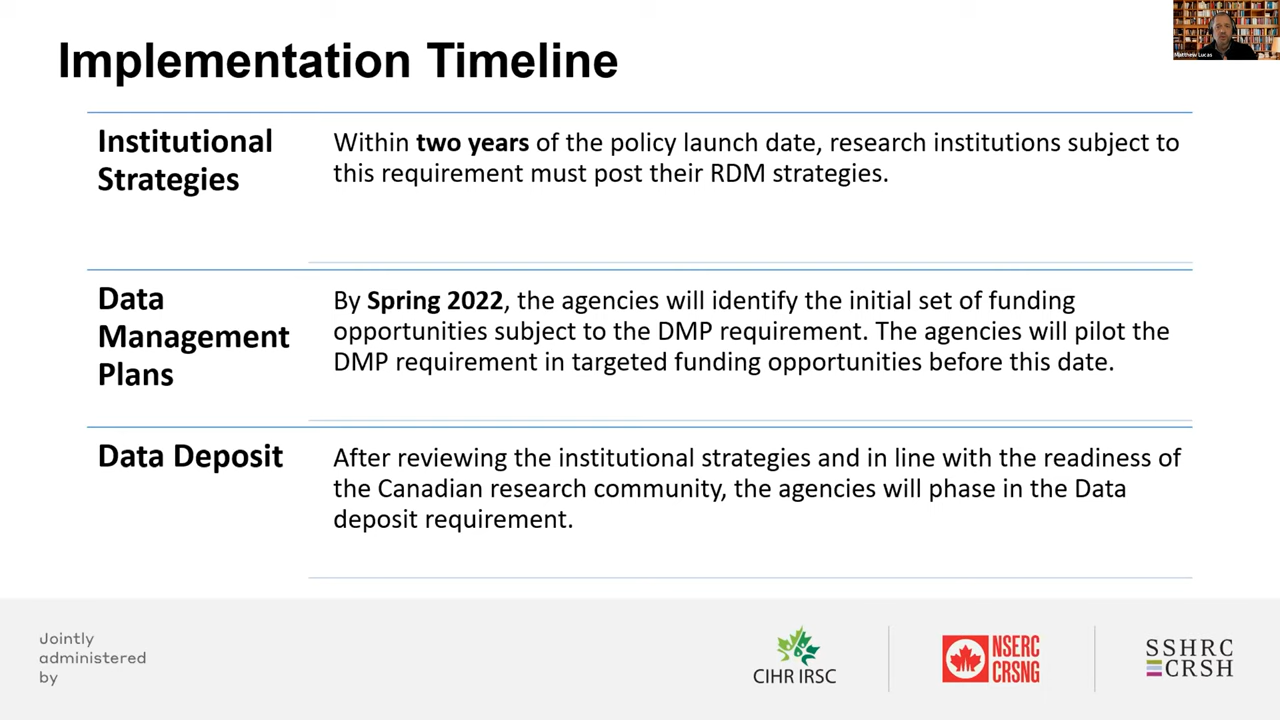 Implementation Timeline
Matthew Lucas
Institutional
Strategies
Within two years of the policy launch date, research institutions subject to
this requirement must post their RDM strategies.
Data
Management
Plans
By Spring 2022, the agencies will identify the initial set of funding
opportunities subject to the DMP requirement. The agencies will pilot the
DMP requirement in targeted funding opportunities before this date.
Data Deposit
After reviewing the institutional strategies and in line with the readiness of
the Canadian research community, the agencies will phase in the Data
deposit requirement.
Jointly
administered
by
CIHR IRSC
NSERC
CRSNG
SSHRC
CRSH